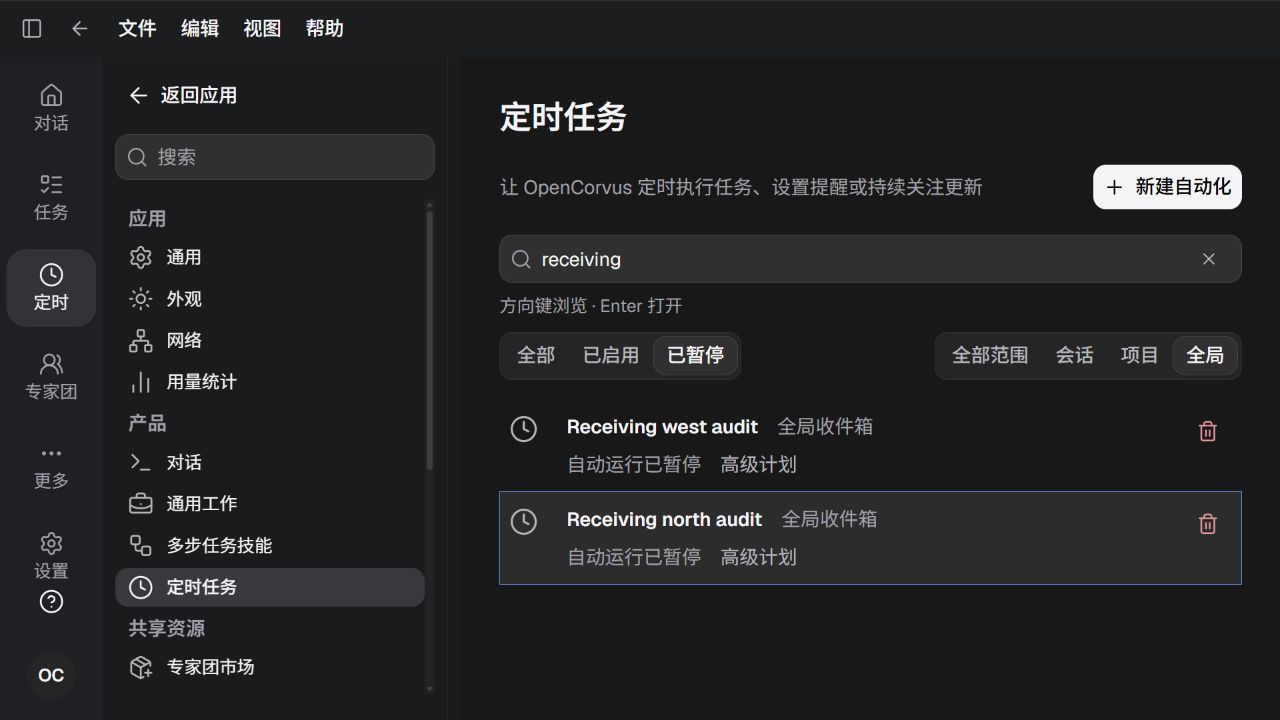 文件 编辑 视图 帮助
对话
任务
定时
专家团
更多
设置
OC
返回应用
搜索
应用
通用
外观
网络
用量统计
产品
对话
通用工作
多步任务技能
定时任务
共享资源
专家团市场
定时任务
让 OpenCorvus 定时执行任务、设置提醒或持续关注更新
新建自动化
receiving
方向键浏览 · Enter 打开
全部 已启用 已暂停 全部范围 会话 项目 全局
Receiving west audit 全局收件箱
自动运行已暂停 高级计划
Receiving north audit 全局收件箱
自动运行已暂停 高级计划